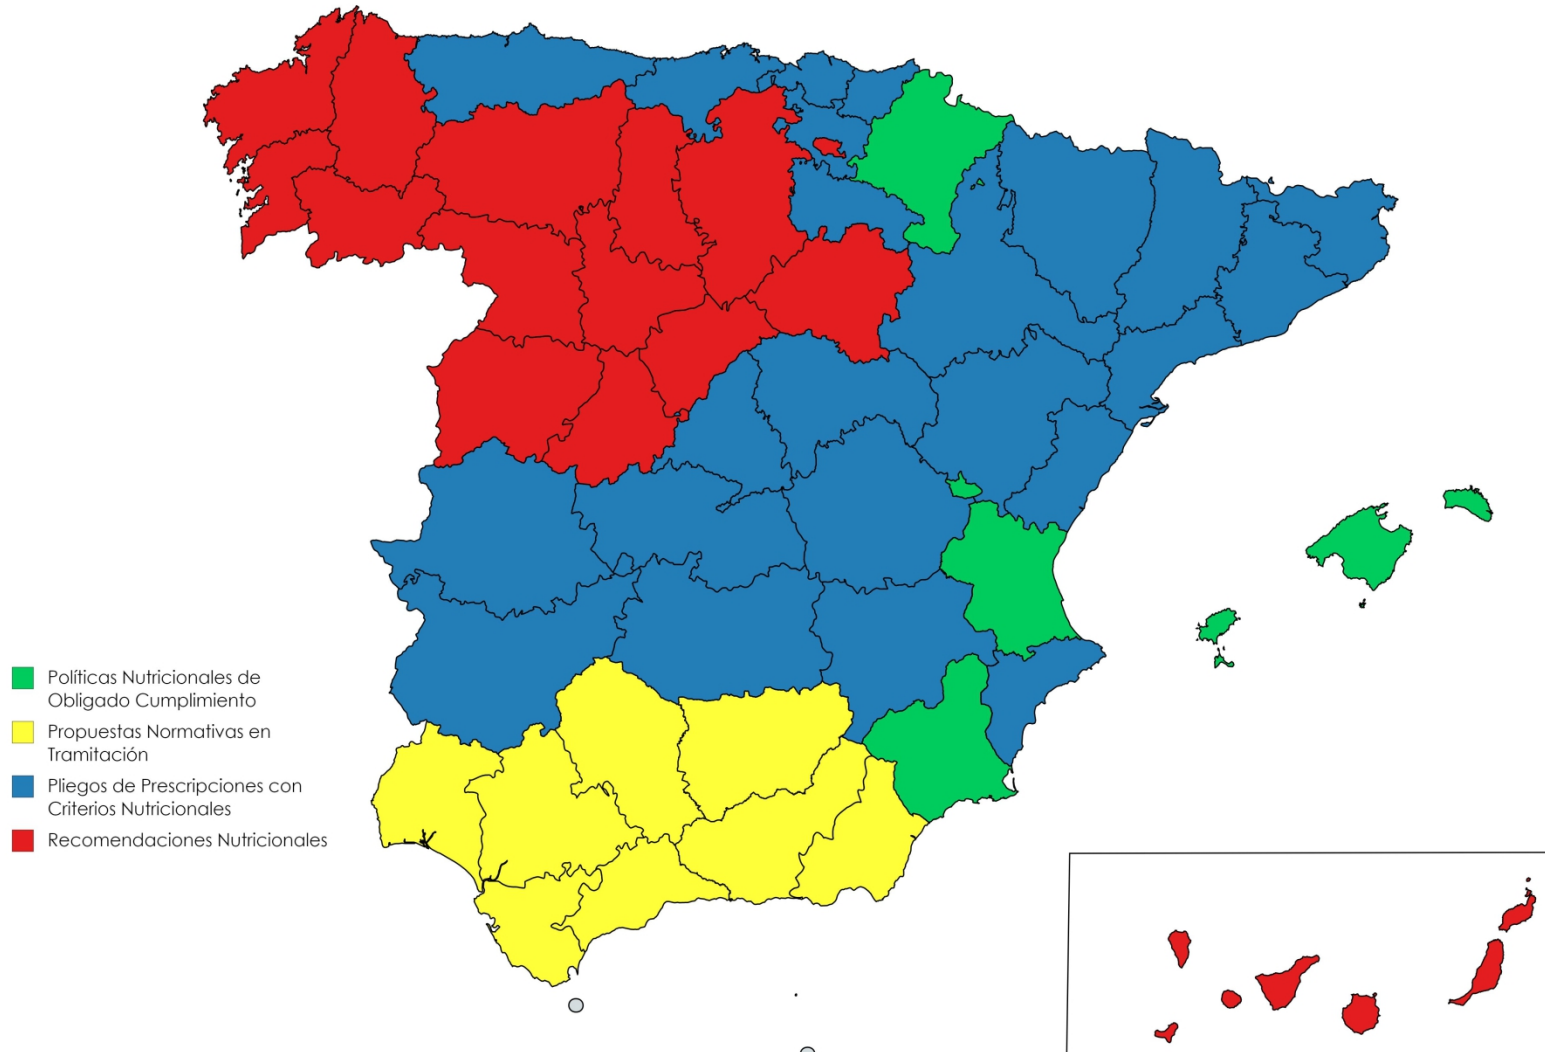 Políticas Nutricionales de
Obligado Cumplimiento
Propuestas Normativas en
Tramitación
Pliegos de Prescripciones con
Criterios Nutricionales
Recomendaciones Nutricionales